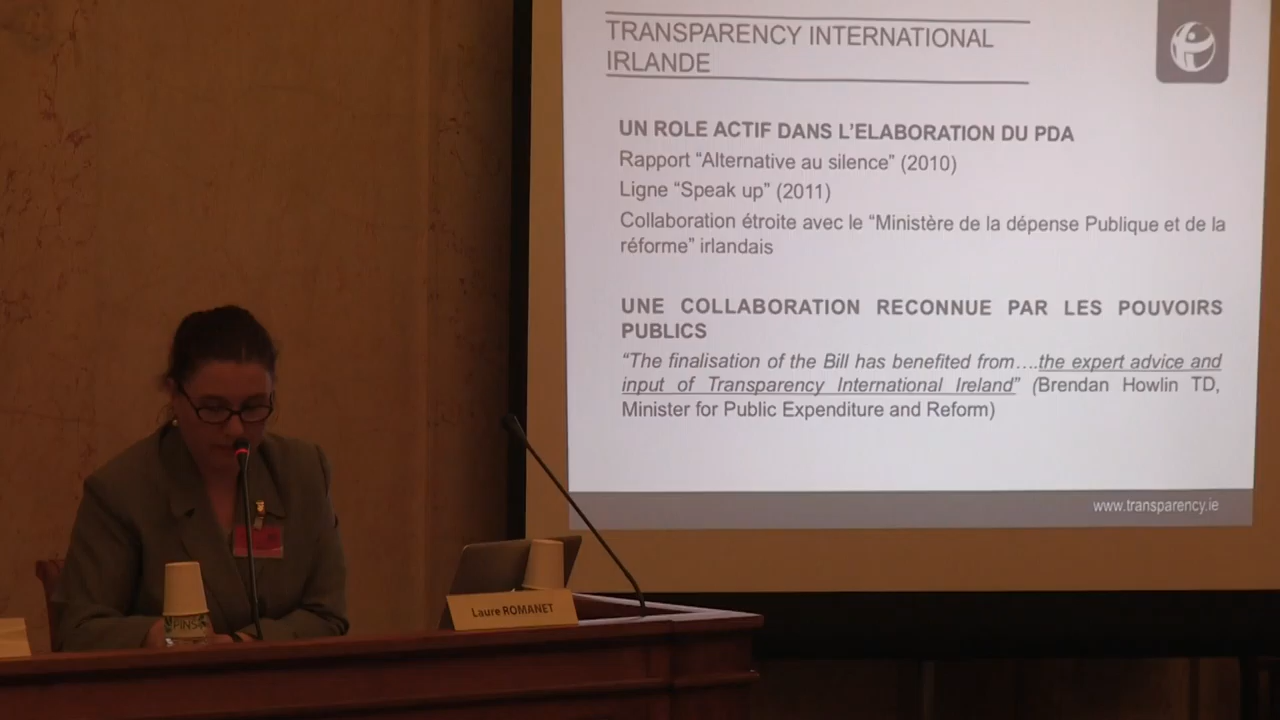 TRANSPARENCY INTERNATIONAL
IRLANDE
UN ROLE ACTIF DANS L’ELABORATION DU PDA
Rapport “Alternative au silence” (2010)
Ligne “Speak up” (2011)
Collaboration étroite avec le “Ministère de la dépense Publique et de la
réforme” irlandais
UNE COLLABORATION RECONNUE PAR LES POUVOIRS
PUBLICS
“The finalisation of the Bill has benefited from….the expert advice and
input of Transparency International Ireland” (Brendan Howlin TD,
Minister for Public Expenditure and Reform)
www.transparency.ie
Laure ROMANET